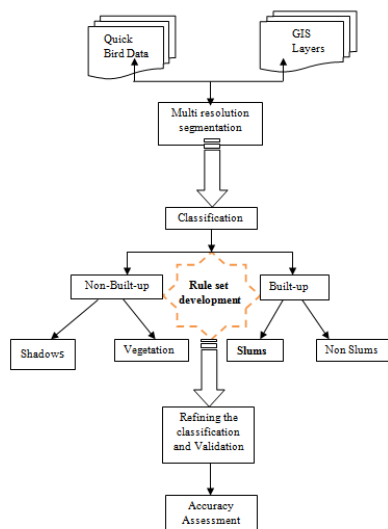 Quick
Bird Data
GIS
Layers
Multi resolution
segmentation
Classification
Non-Built-up
Rule set
development
Built-up
Shadows
Vegetation
Slums
Non Slums
Refining the
classification
and Validation
Accuracy
Assessment